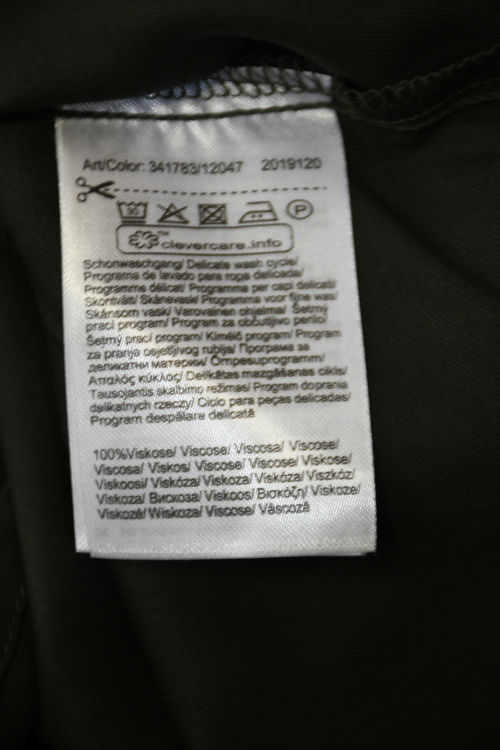 Art/Color: 341783/12047 2019120
30 P
™ clevercare.info
Schonwaschgang/ Delicate wash cycle/
Programa de lavado para ropa delicada/
Programme délicat/ Programma per capi delicati/
Skontvätt/ Skånevask/ Programma voor fijne was/
Skånsom vask/ Varovainen ohjelma/ Šetrný
prací program/ Program za občutljivo perilo/
Šetrný prací program/ Kímélő program/ Program
za pranje osjetljivog rublja/ Програма за
деликатни материи/ Õrnpesuprogramm/
Απαλός κύκλος/ Delikātas mazgāšanas cikls/
Tausojantis skalbimo režimas/ Program doprania
delikatnych rzeczy/ Ciclo para peças delicadas/
Program despălare delicată
100%Viskose/ Viscose/ Viscosa/ Viscose/
Viscosa/ Viskos/ Viscose/ Viscose/ Viskose/
Viskoosi/ Viskóza/ Viskoza/ Viskóza/ Viszkóz/
Viskoza/ Вискоза/ Viskoos/ Βισκόζη/ Viskoze/
Viskozė/ Wiskoza/ Viscose/ Vâscoză